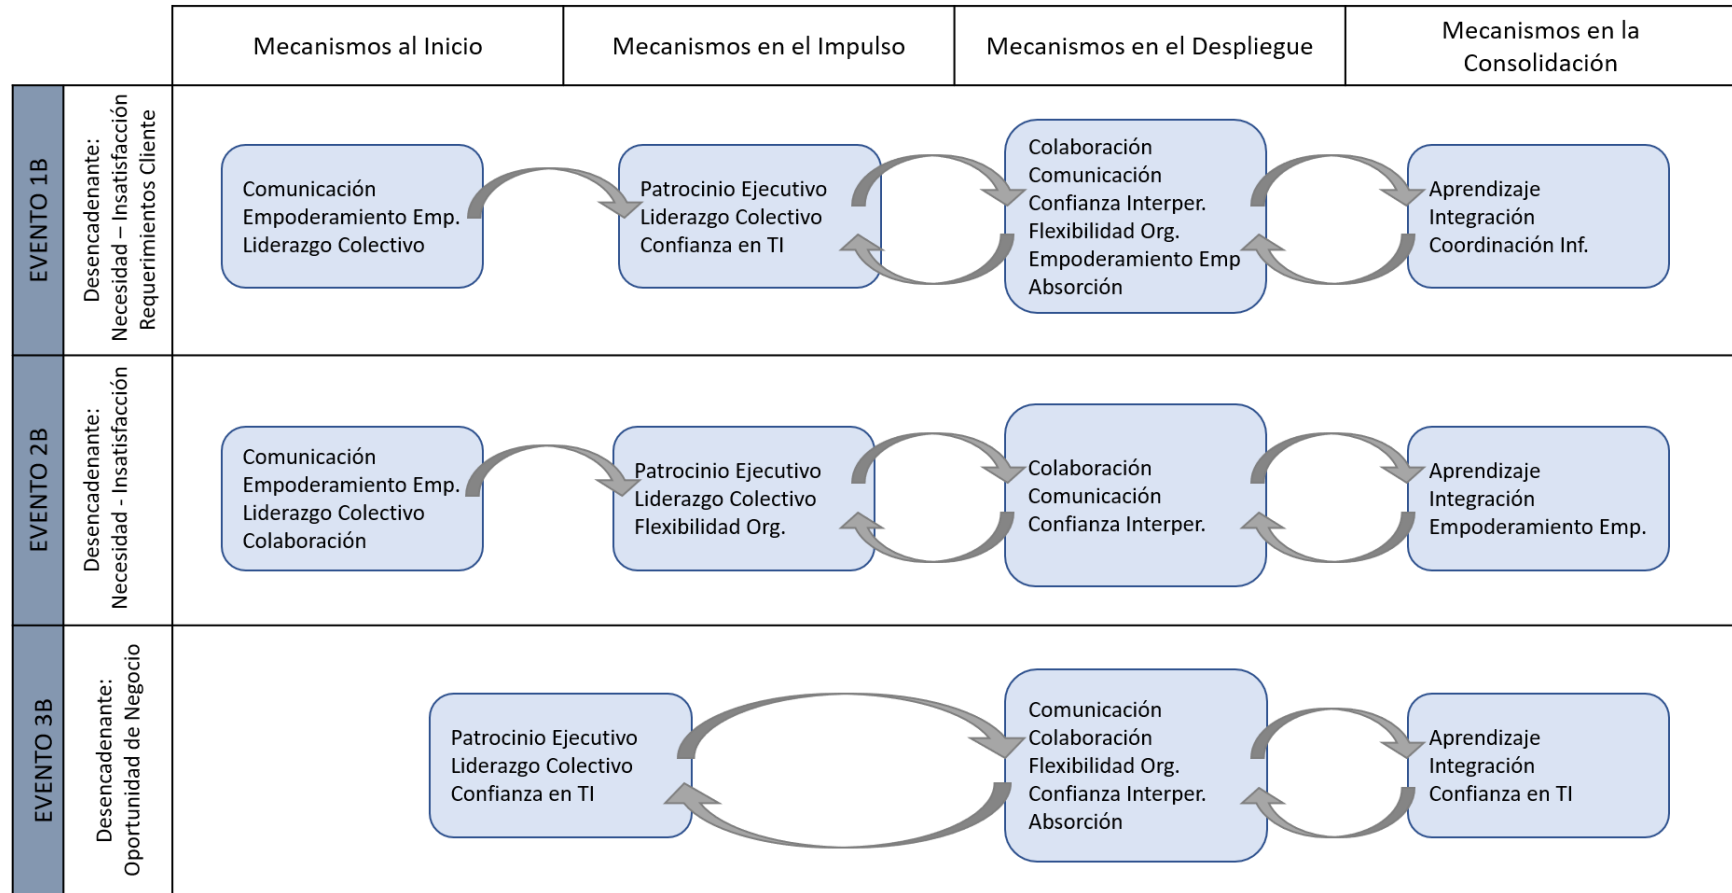 Mecanismos al Inicio
Mecanismos en el Impulso
Mecanismos en el Despliegue
Mecanismos en la
Consolidación
EVENTO 1B
Desencadenante:
Necesidad – Insatisfacción
Requerimientos Cliente
Comunicación
Empoderamiento Emp.
Liderazgo Colectivo
Patrocinio Ejecutivo
Liderazgo Colectivo
Confianza en TI
Colaboración
Comunicación
Confianza Interper.
Flexibilidad Org.
Empoderamiento Emp
Absorción
Aprendizaje
Integración
Coordinación Inf.
EVENTO 2B
Desencadenante:
Necesidad - Insatisfacción
Comunicación
Empoderamiento Emp.
Liderazgo Colectivo
Colaboración
Patrocinio Ejecutivo
Liderazgo Colectivo
Flexibilidad Org.
Colaboración
Comunicación
Confianza Interper.
Aprendizaje
Integración
Empoderamiento Emp.
EVENTO 3B
Desencadenante:
Oportunidad de Negocio
Patrocinio Ejecutivo
Liderazgo Colectivo
Confianza en TI
Comunicación
Colaboración
Flexibilidad Org.
Confianza Interper.
Absorción
Aprendizaje
Integración
Confianza en TI